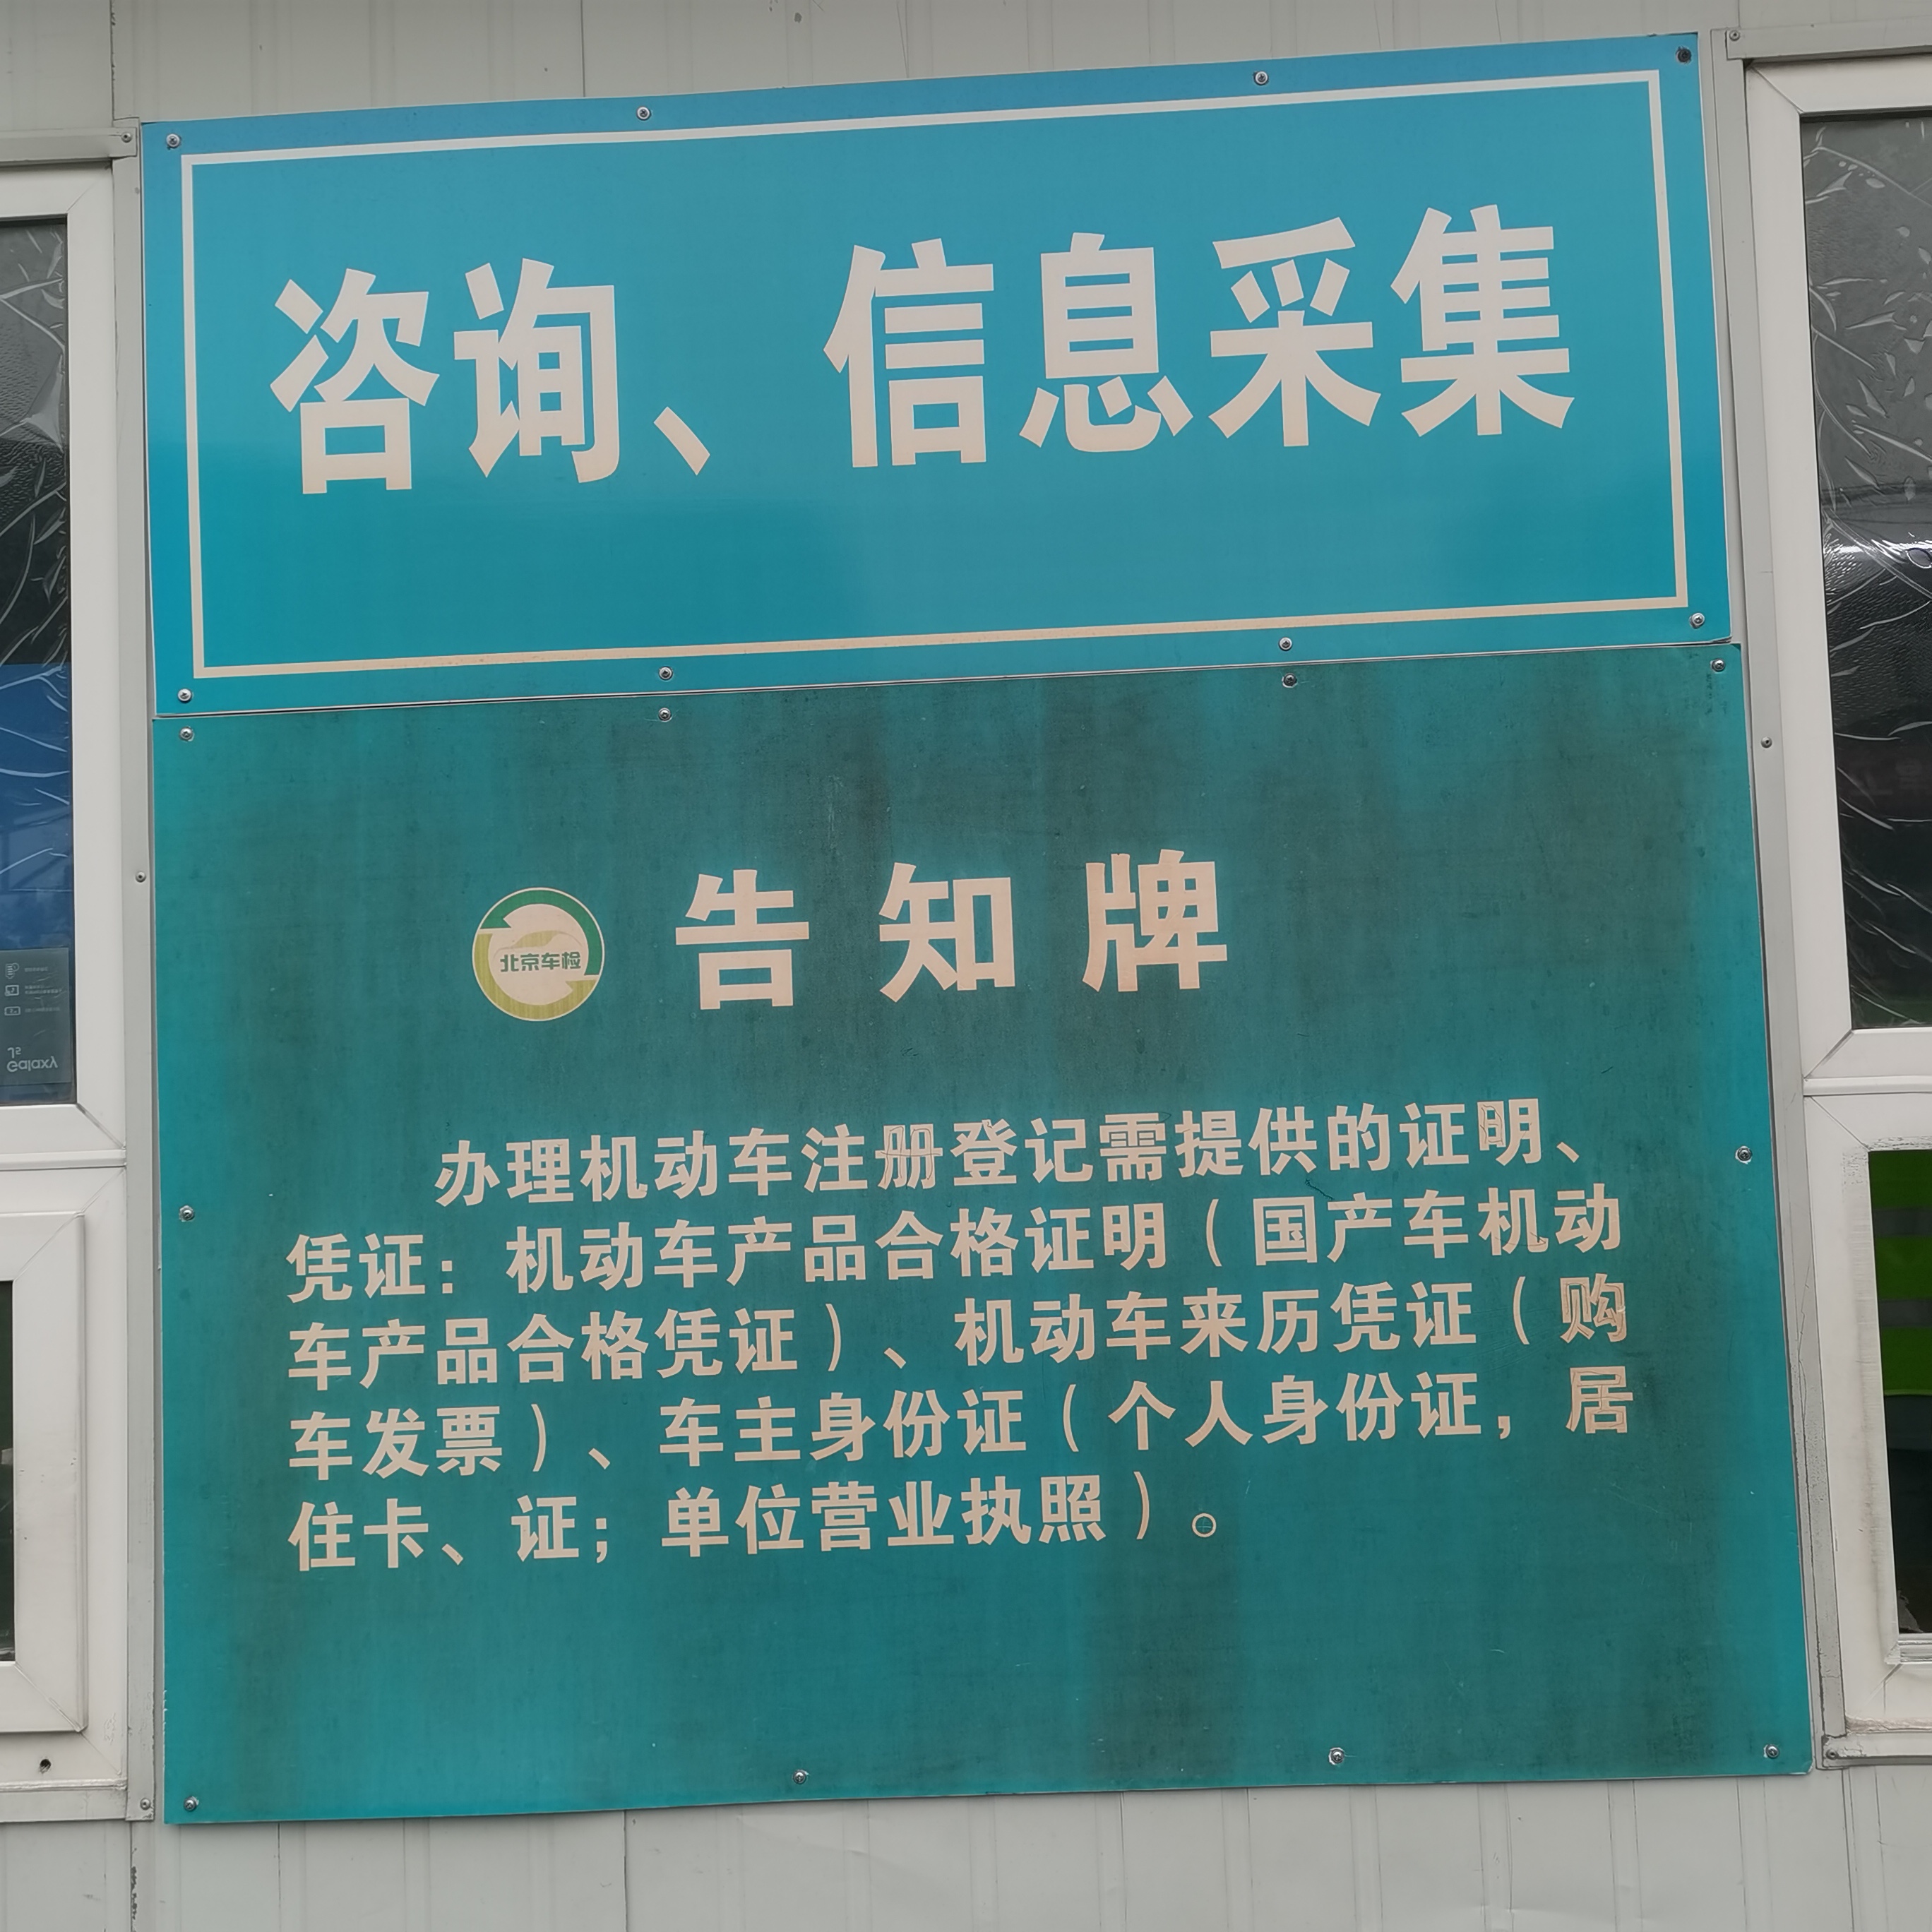 咨询、信息采集
北京车检
告知牌
办理机动车注册登记需提供的证明、
凭证：机动车产品合格证明（国产车机动
车产品合格凭证）、机动车来历凭证（购
车发票）、车主身份证（个人身份证，居
住卡、证；单位营业执照）。
Galaxy
J2